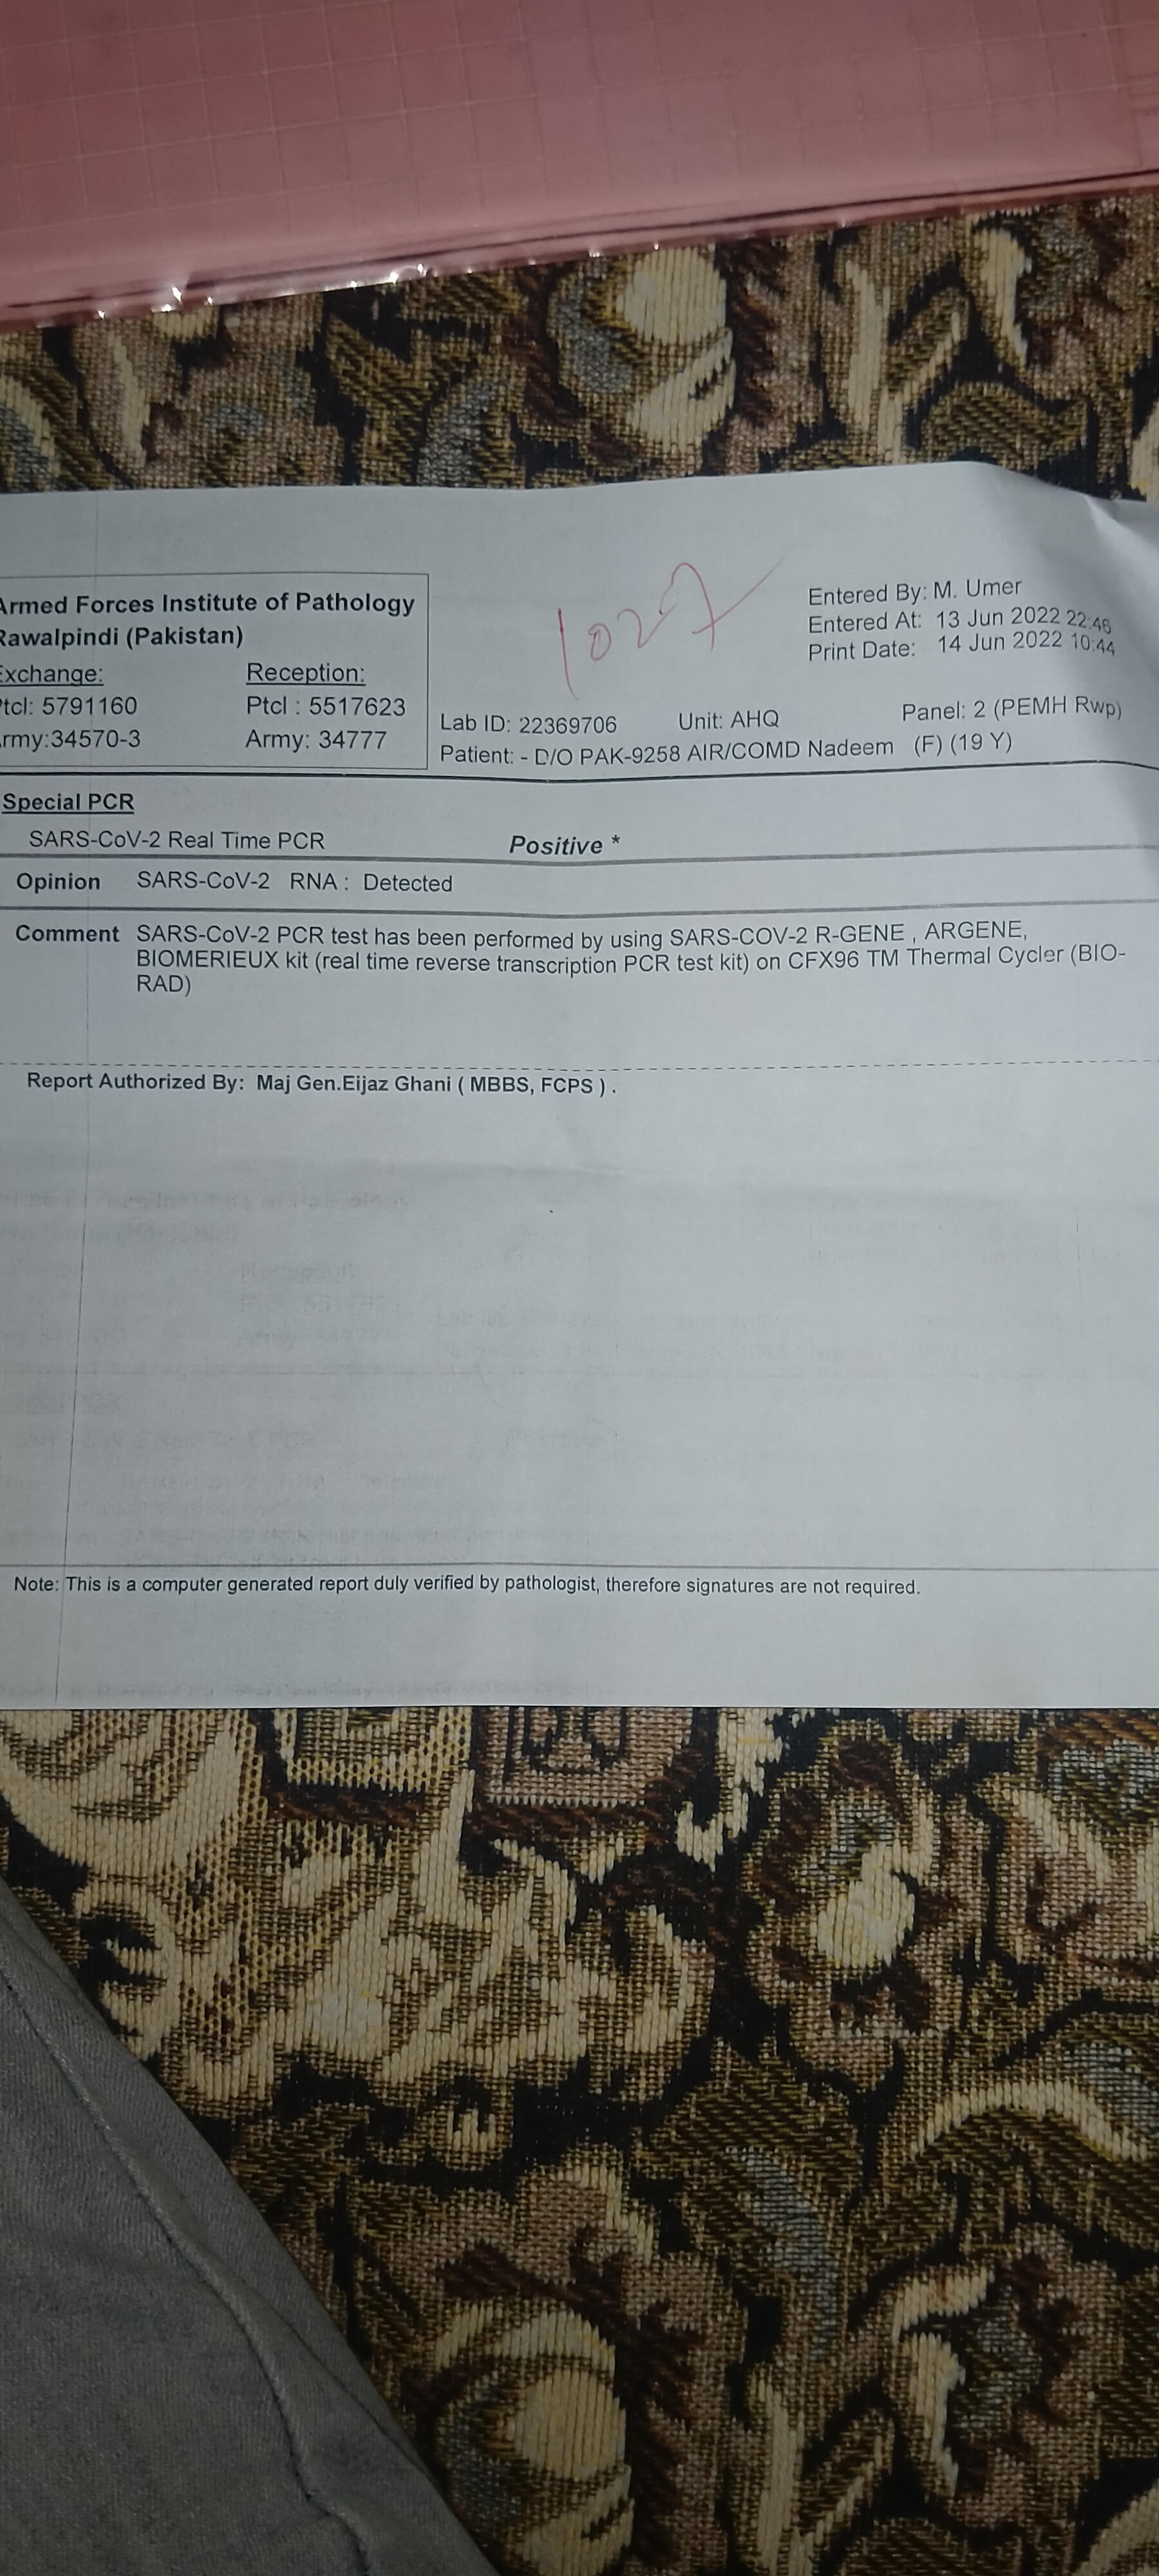 Armed Forces Institute of Pathology
Rawalpindi (Pakistan)
Exchange: Reception:
Ptcl: 5791160 Ptcl : 5517623
Army:34570-3 Army: 34777
1027
Entered By: M. Umer
Entered At: 13 Jun 2022 22:46
Print Date: 14 Jun 2022 10:44
Lab ID: 22369706 Unit: AHQ Panel: 2 (PEMH Rwp)
Patient: - D/O PAK-9258 AIR/COMD Nadeem (F) (19 Y)
Special PCR
SARS-CoV-2 Real Time PCR Positive *
Opinion SARS-CoV-2 RNA : Detected
Comment SARS-CoV-2 PCR test has been performed by using SARS-COV-2 R-GENE , ARGENE,
BIOMERIEUX kit (real time reverse transcription PCR test kit) on CFX96 TM Thermal Cycler (BIO-
RAD)
Report Authorized By: Maj Gen.Eijaz Ghani ( MBBS, FCPS ) .
Note: This is a computer generated report duly verified by pathologist, therefore signatures are not required.